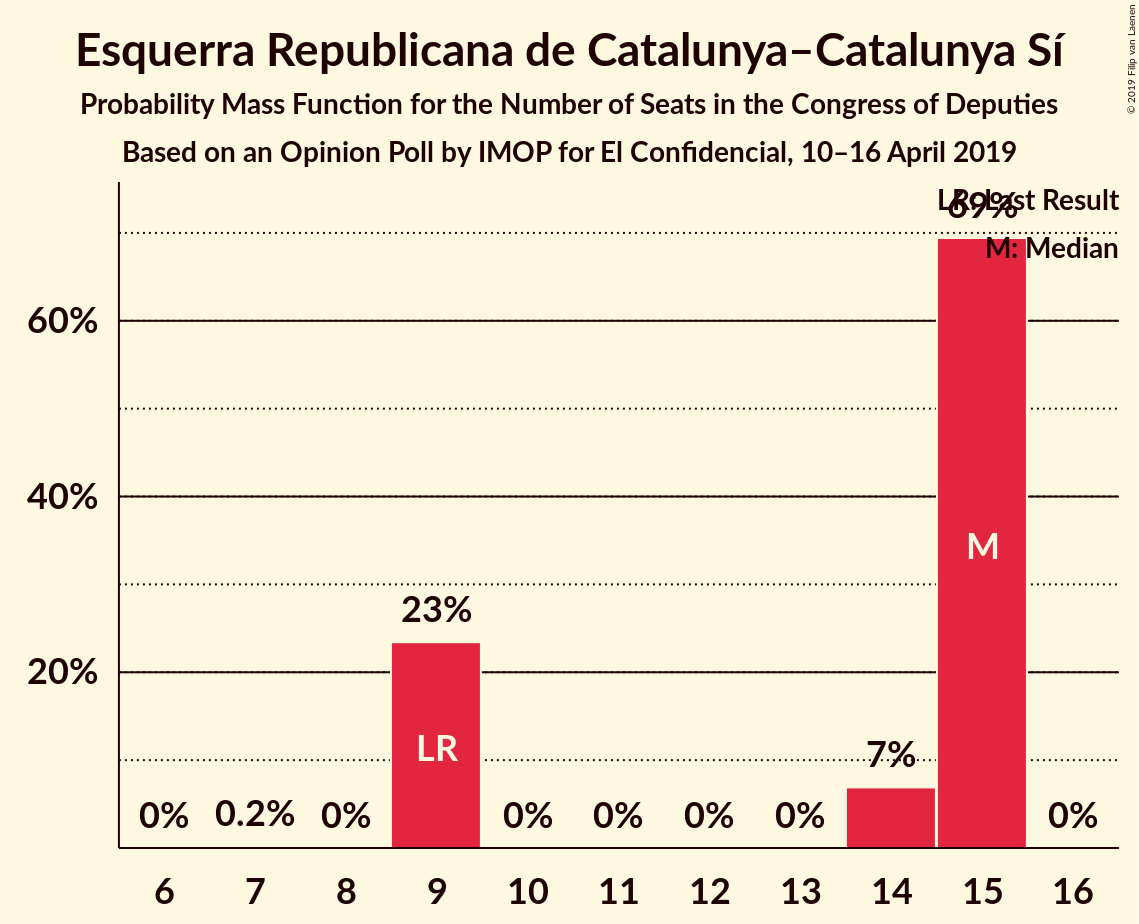 Esquerra Republicana de Catalunya–Catalunya Sí
Probability Mass Function for the Number of Seats in the Congress of Deputies
Based on an Opinion Poll by IMOP for El Confidencial, 10–16 April 2019
© 2019 Filip van Laenen
LR: Last Result
M: Median
69%
60%
40%
20%
23%
7%
M
LR
0% 0.2% 0% 0% 0% 0% 0% 0%
6 7 8 9 10 11 12 13 14 15 16